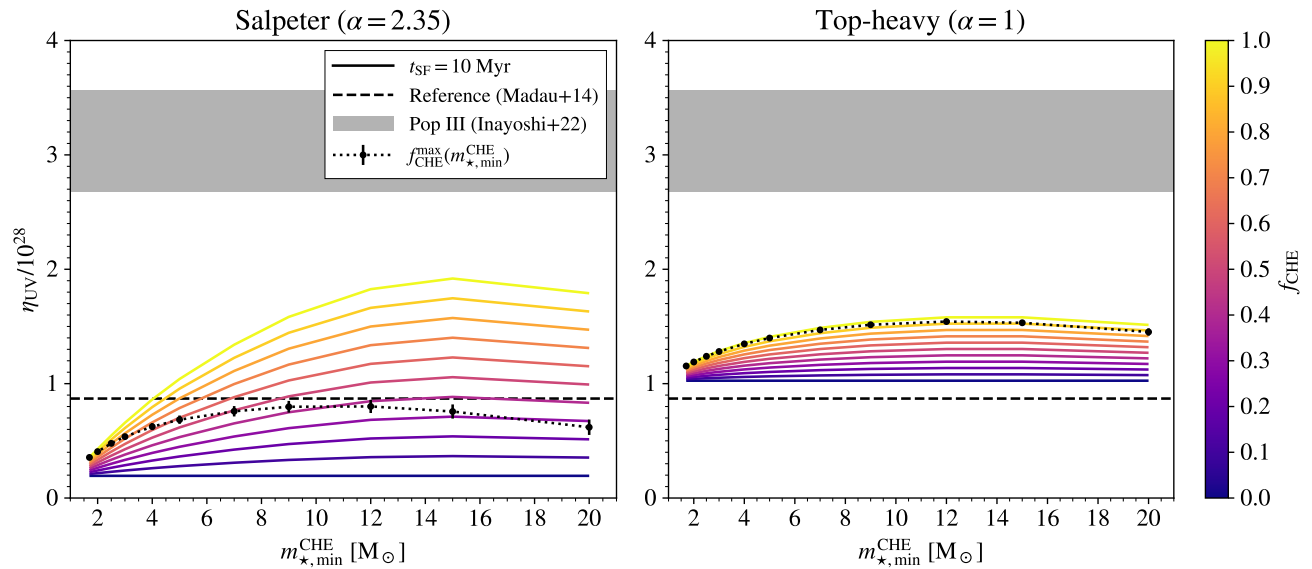 Salpeter (α = 2.35)
Top-heavy (α = 1)
t_SF = 10 Myr
Reference (Madau+14)
Pop III (Inayoshi+22)
f_CHE^max(m_⋆,min^CHE)
η_UV/10^28
4
3
2
1
0
2 4 6 8 10 12 14 16 18 20
m_⋆,min^CHE [M_⊙]
4
3
2
1
0
2 4 6 8 10 12 14 16 18 20
m_⋆,min^CHE [M_⊙]
1.0
0.9
0.8
0.7
0.6
0.5
0.4
0.3
0.2
0.1
0.0
f_CHE